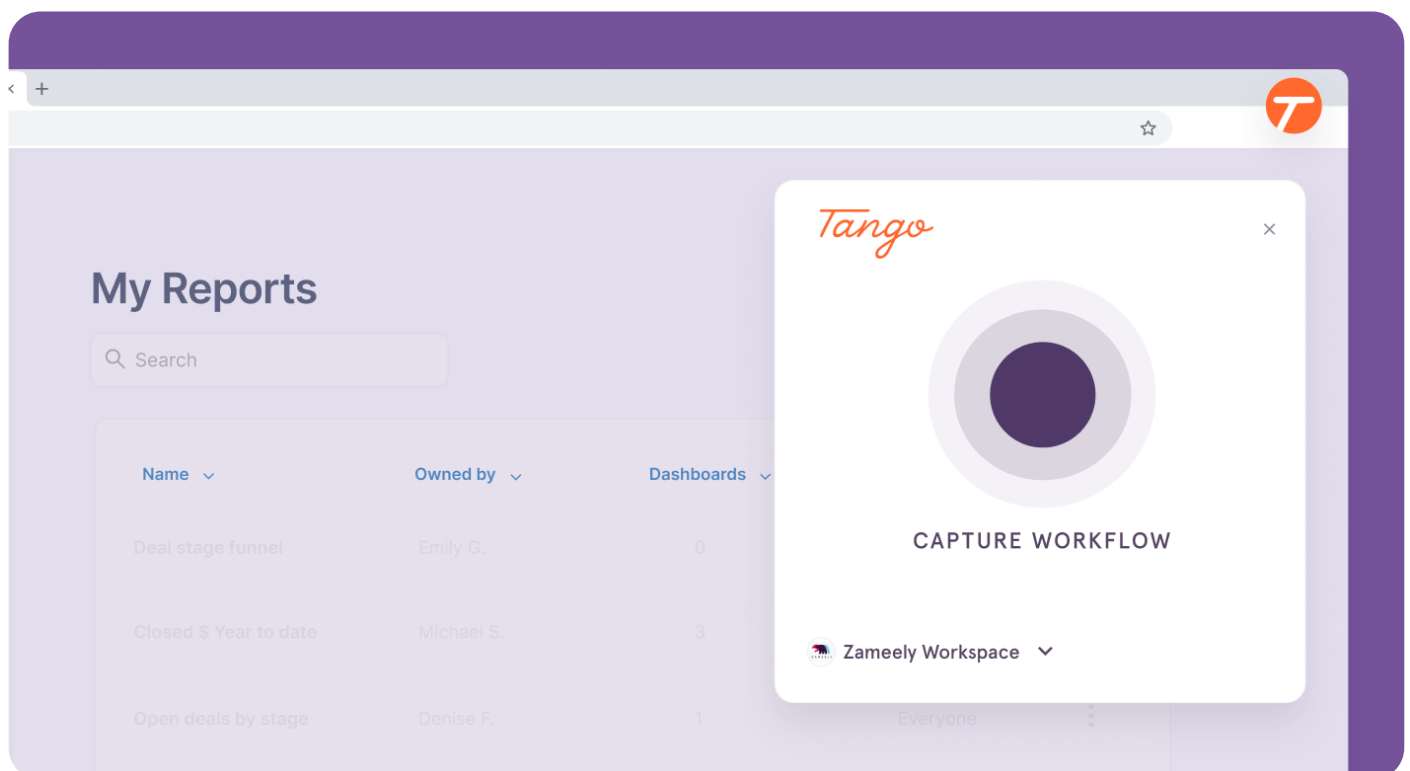 Tango
My Reports
Search
Name Owned by Dashboards
Deal stage funnel Emily G. 0
CAPTURE WORKFLOW
Closed $ Year to date Michael S. 3
Zameely Workspace
Open deals by stage Denise F. 1 Everyone